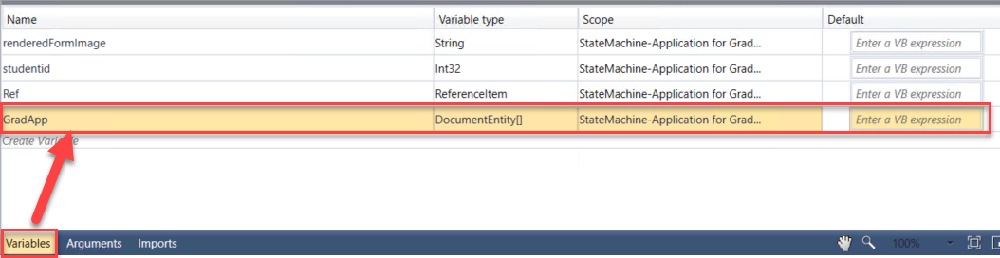 Name Variable type Scope Default
renderedFormImage String StateMachine-Application for Grad... Enter a VB expression
studentid Int32 StateMachine-Application for Grad... Enter a VB expression
Ref ReferenceItem StateMachine-Application for Grad... Enter a VB expression
GradApp DocumentEntity[] StateMachine-Application for Grad... Enter a VB expression
Create Variable
Variables Arguments Imports 100%